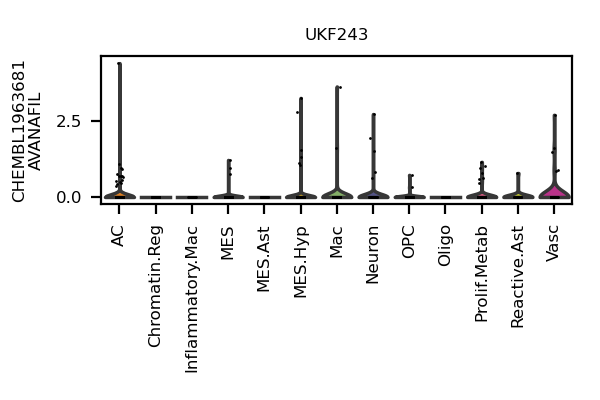 UKF243
CHEMBL1963681
AVANAFIL
2.5
0.0
AC
Chromatin.Reg
Inflammatory.Mac
MES
MES.Ast
MES.Hyp
Mac
Neuron
OPC
Oligo
Prolif.Metab
Reactive.Ast
Vasc